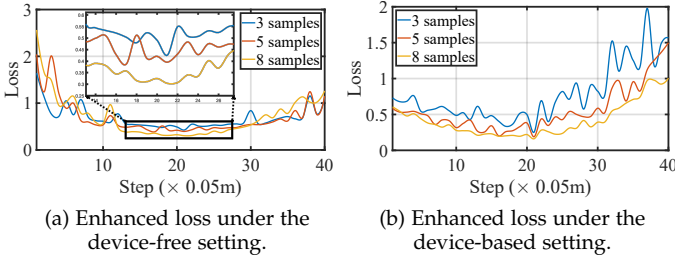 3
2
1
0
Loss
0.6
0.55
0.5
0.45
0.4
0.35
0.3
0.25
14 16 18 20 22 24 26
3 samples
5 samples
8 samples
10 20 30 40
Step (× 0.05m)
(a) Enhanced loss under the
device-free setting.
2
1.5
1
0.5
0
Loss
3 samples
5 samples
8 samples
10 20 30 40
Step (× 0.05m)
(b) Enhanced loss under the
device-based setting.